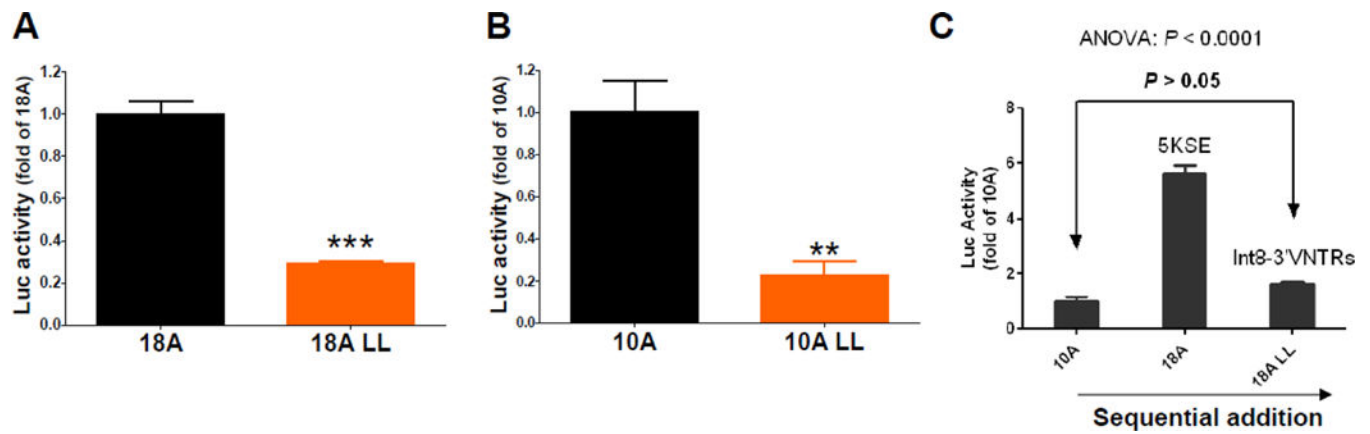 A
Luc activity (fold of 18A)
1.2
1.0
0.8
0.6
0.4
0.2
0.0
***
18A
18A LL
B
Luc activity (fold of 10A)
1.2
1.0
0.8
0.6
0.4
0.2
0.0
**
10A
10A LL
C
ANOVA: P < 0.0001
P > 0.05
Luc Activity
(fold of 10A)
8
6
4
2
0
5KSE
Int8-3'VNTRs
10A
18A
18A LL
Sequential addition